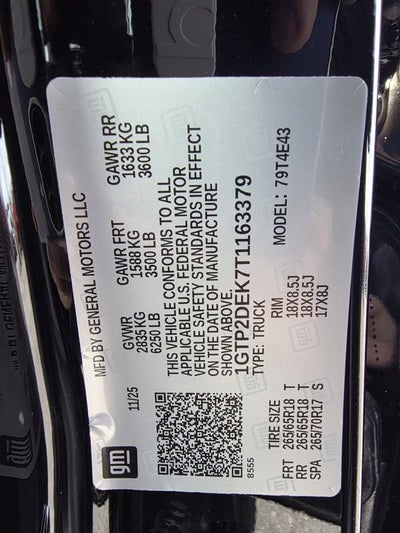 gm
MFD BY GENERAL MOTORS LLC
11/25
GVWR
2835 KG
6250 LB
GAWR FRT
1588 KG
3500 LB
GAWR RR
1633 KG
3600 LB
THIS VEHICLE CONFORMS TO ALL
APPLICABLE U.S. FEDERAL MOTOR
VEHICLE SAFETY STANDARDS IN EFFECT
ON THE DATE OF MANUFACTURE
SHOWN ABOVE.
1GTP2DEK7T1163379
TYPE: TRUCK
MODEL: 79T4E43
8555
TIRE SIZE RIM
FRT 265/65R18 T 18X8.5J
RR 265/65R18 T 18X8.5J
SPA 265/70R17 S 17X8J